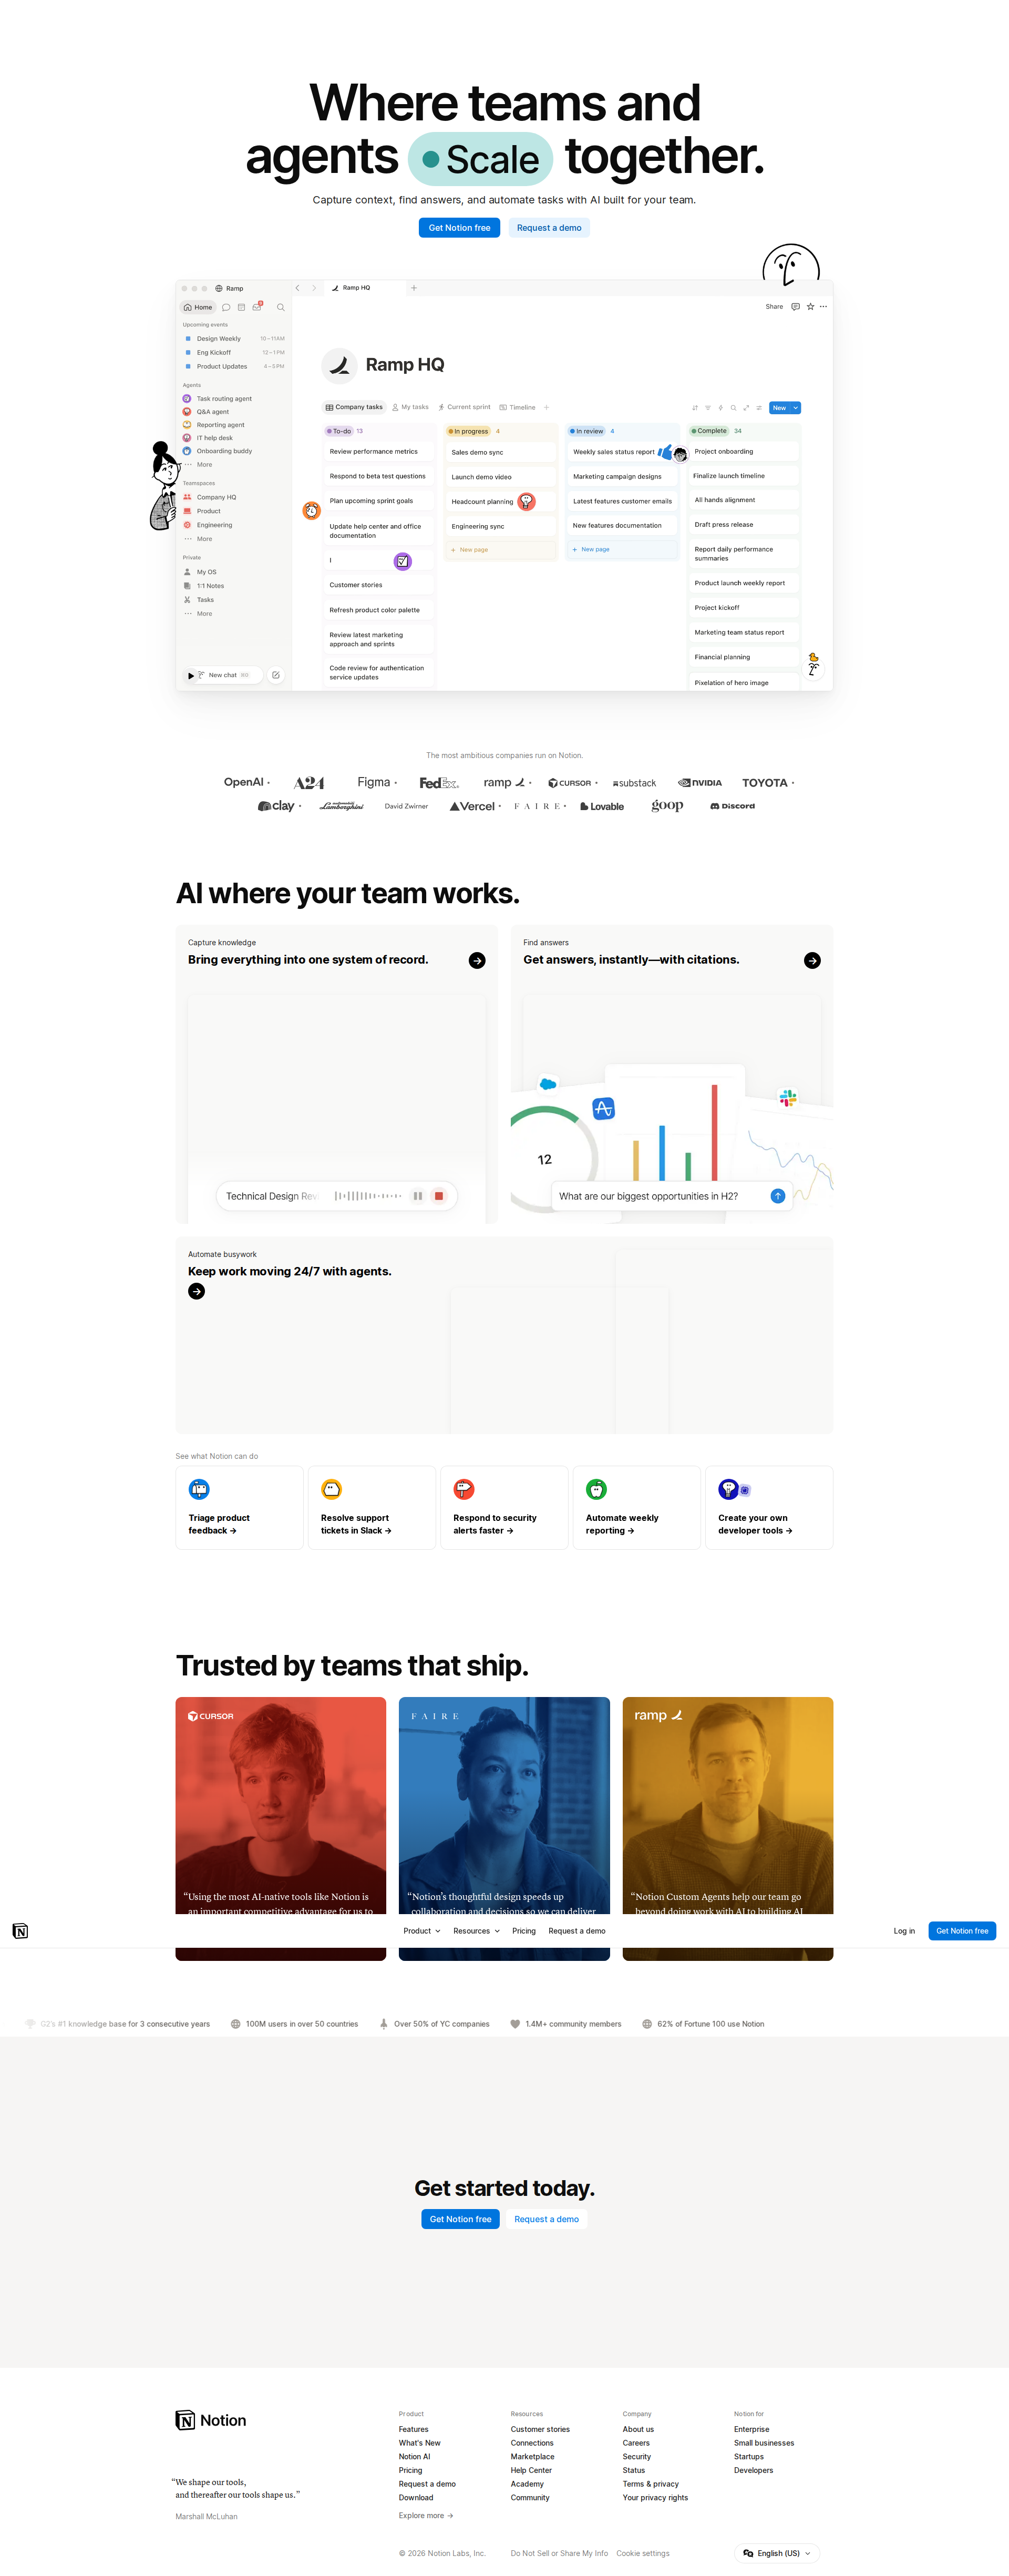 Where teams and
agents Scale together.
Capture context, find answers, and automate tasks with AI built for your team.
Get Notion free
Request a demo
Ramp
Ramp HQ
Home
Share
Upcoming events
Design Weekly 10–11AM
Eng Kickoff 12–1PM
Product Updates 4–5PM
Agents
Task routing agent
Q&A agent
Reporting agent
IT help desk
Onboarding buddy
More
Teamspaces
Company HQ
Product
Engineering
More
Private
My OS
1:1 Notes
Tasks
More
New chat
Ramp HQ
Company tasks
My tasks
Current sprint
Timeline
New
To-do 13
Review performance metrics
Respond to beta test questions
Plan upcoming sprint goals
Update help center and office
documentation
Customer stories
Refresh product color palette
Review latest marketing
approach and sprints
Code review for authentication
service updates
In progress 4
Sales demo sync
Launch demo video
Headcount planning
Engineering sync
New page
In review 4
Weekly sales status report
Marketing campaign designs
Latest features customer emails
New features documentation
New page
Complete 34
Project onboarding
Finalize launch timeline
All hands alignment
Draft press release
Report daily performance
summaries
Product launch weekly report
Project kickoff
Marketing team status report
Financial planning
Pixelation of hero image
The most ambitious companies run on Notion.
OpenAI
A24
Figma
FedEx
ramp
CURSOR
substack
NVIDIA
TOYOTA
clay
Lamborghini
David Zwirner
Vercel
FAIRE
Lovable
goop
Discord
AI where your team works.
Capture knowledge
Bring everything into one system of record.
Technical Design Rev
Find answers
Get answers, instantly—with citations.
12
What are our biggest opportunities in H2?
Automate busywork
Keep work moving 24/7 with agents.
See what Notion can do
Triage product
feedback →
Resolve support
tickets in Slack →
Respond to security
alerts faster →
Automate weekly
reporting →
Create your own
developer tools →
Trusted by teams that ship.
CURSOR
“Using the most AI-native tools like Notion is
an important competitive advantage for us to
FAIRE
“Notion’s thoughtful design speeds up
collaboration and decisions so we can deliver
ramp
“Notion Custom Agents help our team go
beyond doing work with AI to building AI
Product
Resources
Pricing
Request a demo
Log in
Get Notion free
G2's #1 knowledge base for 3 consecutive years
100M users in over 50 countries
Over 50% of YC companies
1.4M+ community members
62% of Fortune 100 use Notion
Get started today.
Get Notion free
Request a demo
Notion
“We shape our tools,
and thereafter our tools shape us.”
Marshall McLuhan
Product
Features
What's New
Notion AI
Pricing
Request a demo
Download
Explore more →
Resources
Customer stories
Connections
Marketplace
Help Center
Academy
Community
Company
About us
Careers
Security
Status
Terms & privacy
Your privacy rights
Notion for
Enterprise
Small businesses
Startups
Developers
© 2026 Notion Labs, Inc.
Do Not Sell or Share My Info
Cookie settings
English (US)